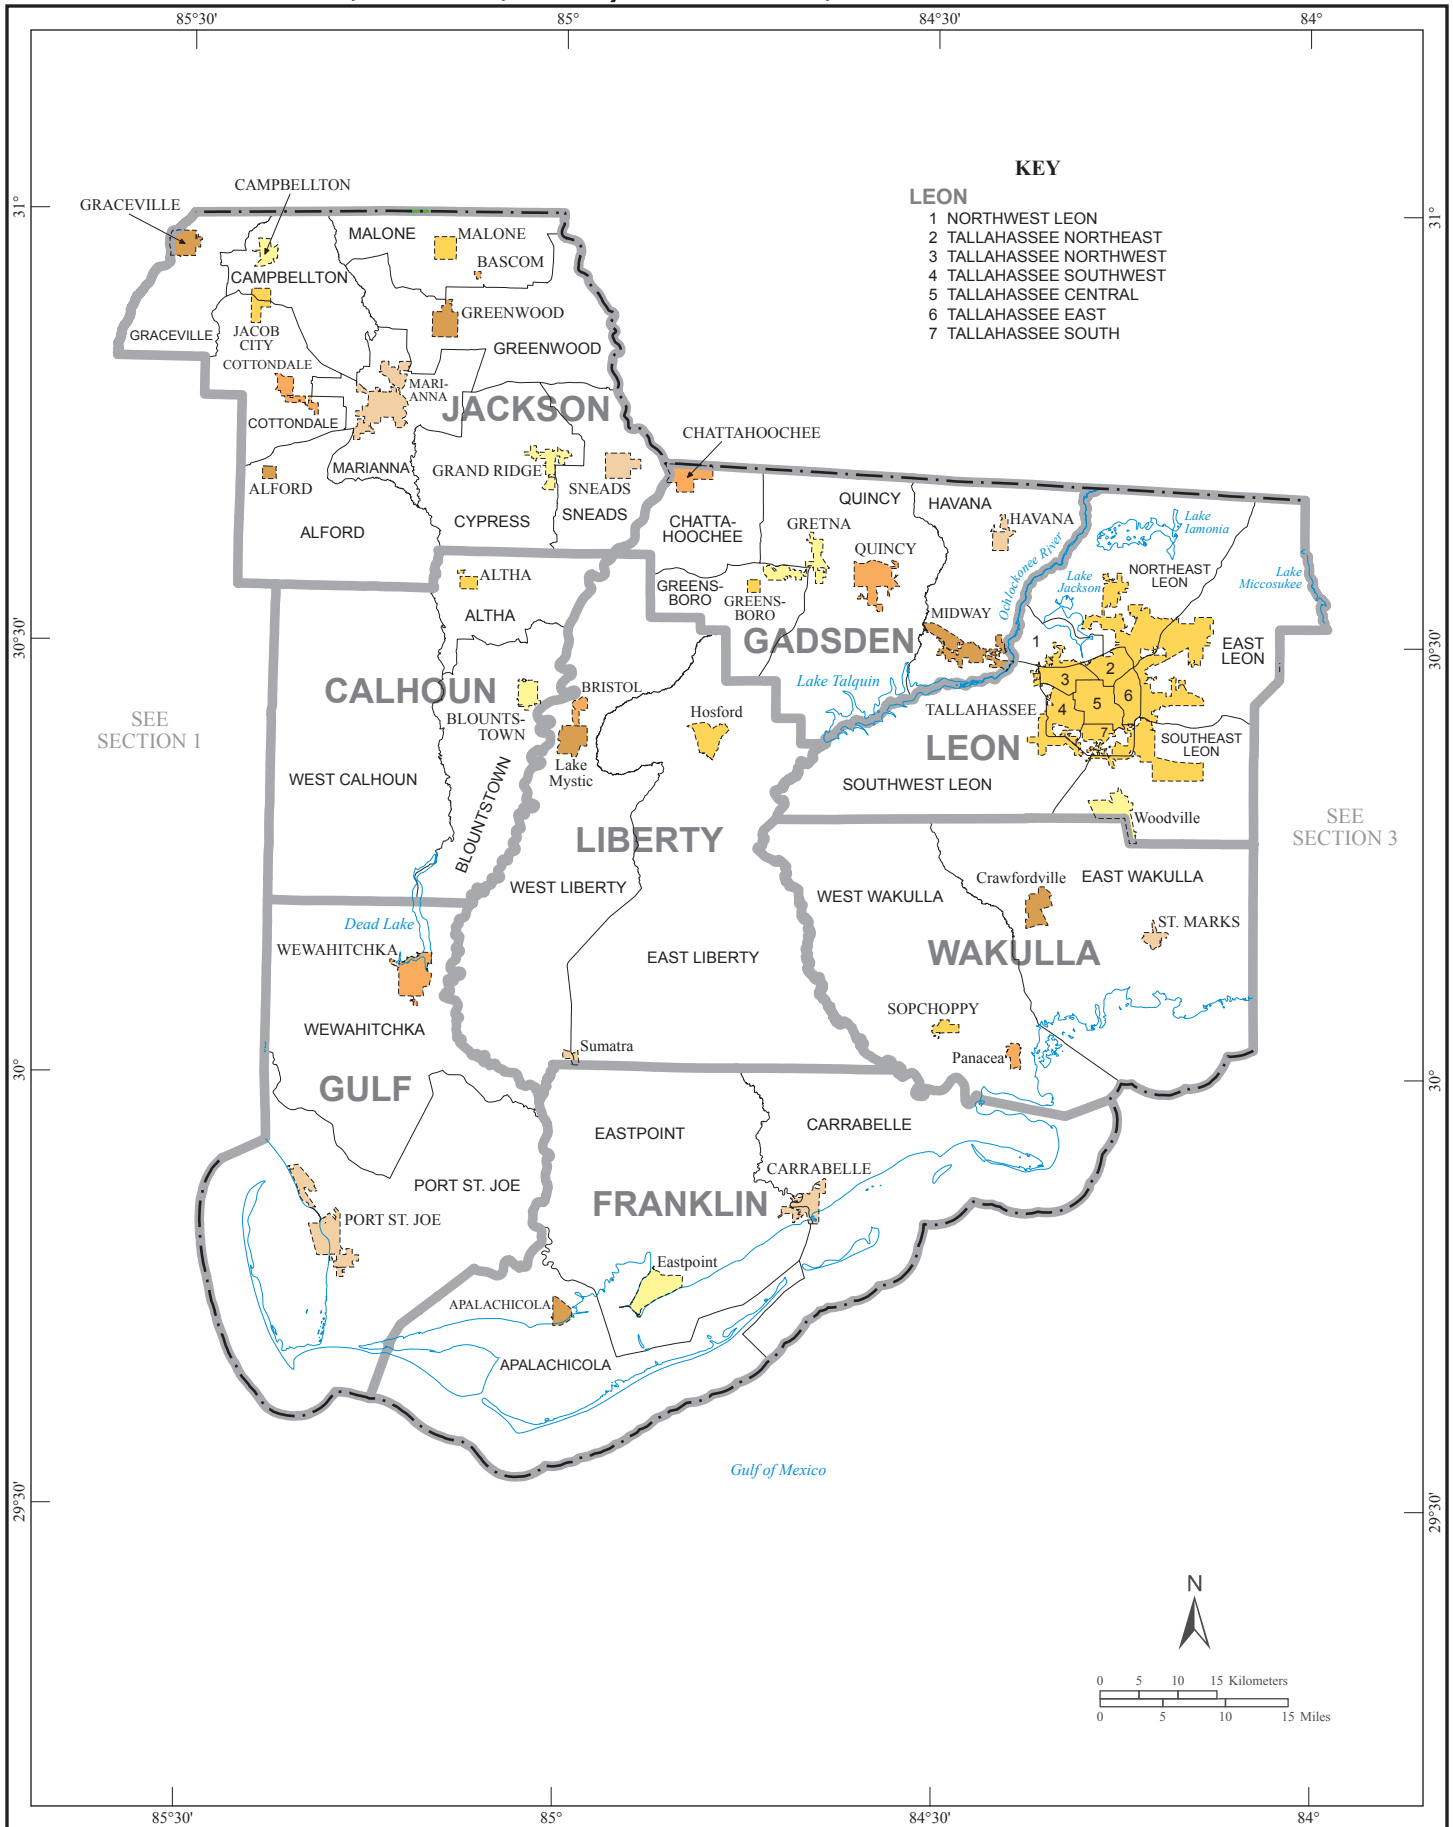 85°30'
85°
84°30'
84°
31°
31°
KEY
LEON
1 NORTHWEST LEON
2 TALLAHASSEE NORTHEAST
3 TALLAHASSEE NORTHWEST
4 TALLAHASSEE SOUTHWEST
5 TALLAHASSEE CENTRAL
6 TALLAHASSEE EAST
7 TALLAHASSEE SOUTH
CAMPBELLTON
GRACEVILLE
MALONE
MALONE
BASCOM
CAMPBELLTON
GREENWOOD
GRACEVILLE
JACOB
CITY
GREENWOOD
COTTONDALE
MARI-
ANNA
JACKSON
COTTONDALE
CHATTAHOOCHEE
MARIANNA
GRAND RIDGE
ALFORD
SNEADS
SNEADS
CYPRESS
ALFORD
CHATTA-
HOOCHEE
QUINCY
HAVANA
HAVANA
GRETNA
QUINCY
Ochlockonee River
Lake
Iamonia
Lake
Jackson
NORTHEAST
LEON
Lake
Miccosukee
ALTHA
ALTHA
GREENS-
BORO
GREENS-
BORO
MIDWAY
GADSDEN
30°30'
30°30'
1
2
3
4
5
6
7
EAST
LEON
CALHOUN
BRISTOL
Lake Talquin
BLOUNTS-
TOWN
Hosford
TALLAHASSEE
SEE
SECTION 1
LEON
SOUTHEAST
LEON
Lake
Mystic
WEST CALHOUN
BLOUNTSTOWN
SOUTHWEST LEON
Woodville
SEE
SECTION 3
LIBERTY
WEST LIBERTY
Crawfordville
EAST WAKULLA
WEST WAKULLA
Dead Lake
ST. MARKS
WEWAHITCHKA
WAKULLA
EAST LIBERTY
SOPCHOPPY
WEWAHITCHKA
Sumatra
Panacea
30°
30°
GULF
CARRABELLE
EASTPOINT
CARRABELLE
PORT ST. JOE
FRANKLIN
PORT ST. JOE
Eastpoint
APALACHICOLA
APALACHICOLA
Gulf of Mexico
29°30'
29°30'
N
0 5 10 15 Kilometers
0 5 10 15 Miles
85°30'
85°
84°30'
84°